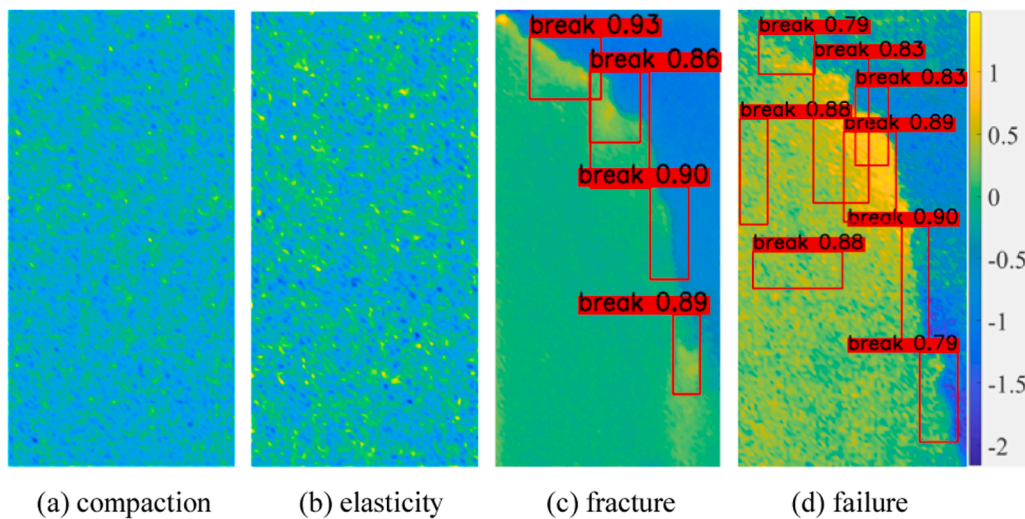 break 0.93
break 0.86
break 0.90
break 0.89
break 0.79
break 0.83
break 0.83
break 0.88
break 0.89
break 0.90
break 0.88
break 0.79
1
0.5
0
-0.5
-1
-1.5
-2
(a) compaction
(b) elasticity
(c) fracture
(d) failure